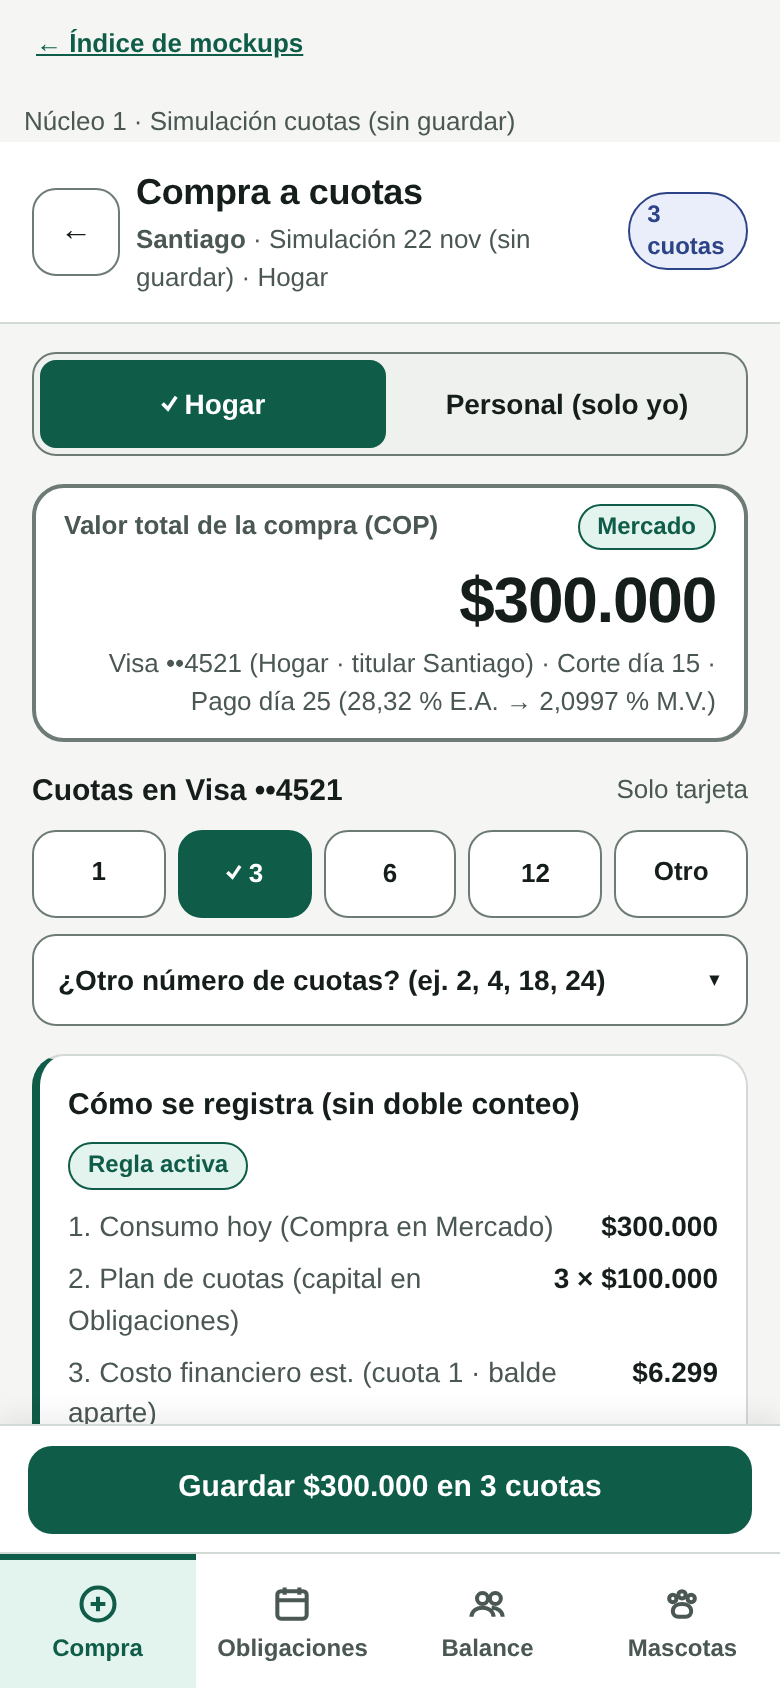 ← Índice de mockups
Núcleo 1 · Simulación cuotas (sin guardar)
←
Compra a cuotas
Santiago · Simulación 22 nov (sin
guardar) · Hogar
3
cuotas
✓ Hogar
Personal (solo yo)
Valor total de la compra (COP)
Mercado
$300.000
Visa ••4521 (Hogar · titular Santiago) · Corte día 15 ·
Pago día 25 (28,32 % E.A. → 2,0997 % M.V.)
Cuotas en Visa ••4521
Solo tarjeta
1
✓ 3
6
12
Otro
¿Otro número de cuotas? (ej. 2, 4, 18, 24)
▼
Cómo se registra (sin doble conteo)
Regla activa
1. Consumo hoy (Compra en Mercado)
$300.000
2. Plan de cuotas (capital en
Obligaciones)
3 × $100.000
3. Costo financiero est. (cuota 1 · balde
aparte)
$6.299
Guardar $300.000 en 3 cuotas
Compra
Obligaciones
Balance
Mascotas